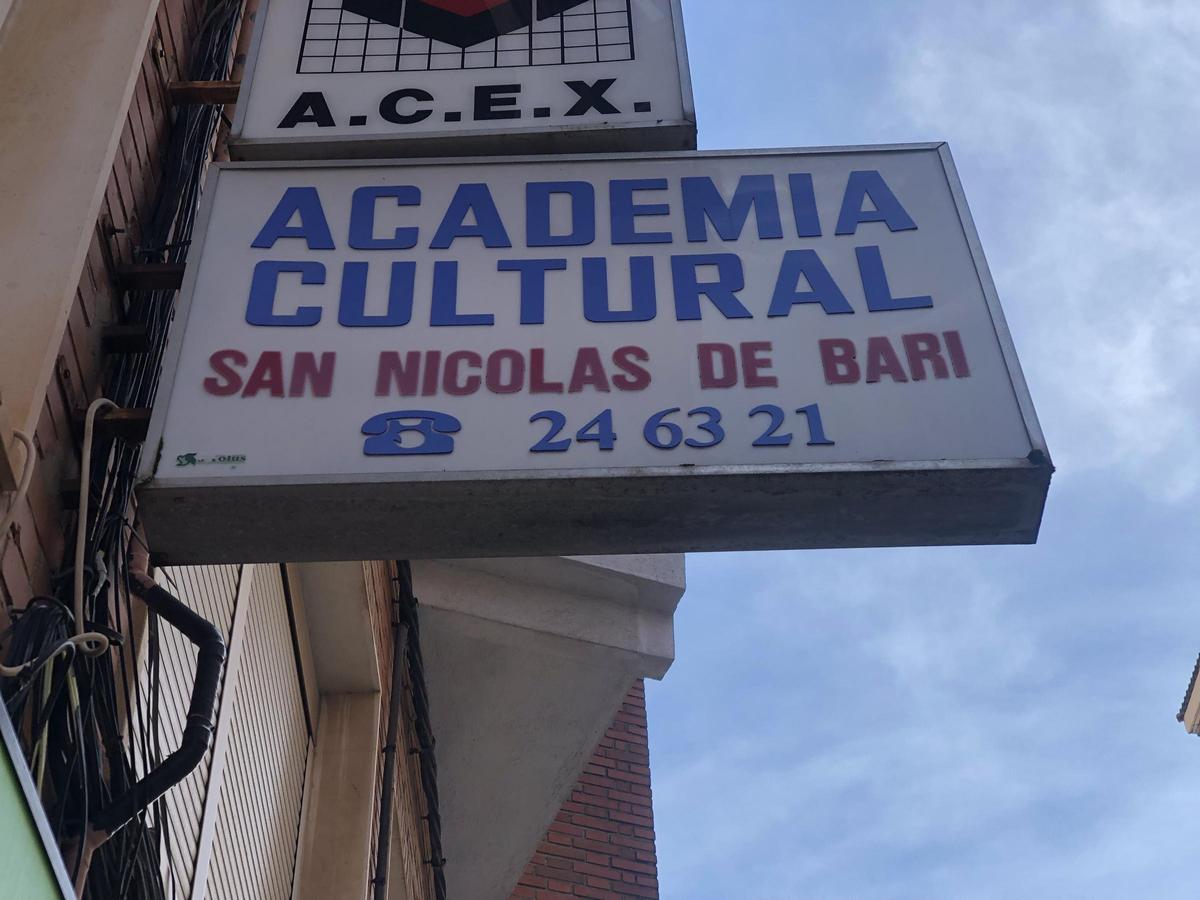 A.C.E.X.
ACADEMIA
CULTURAL
SAN NICOLAS DE BARI
24 63 21